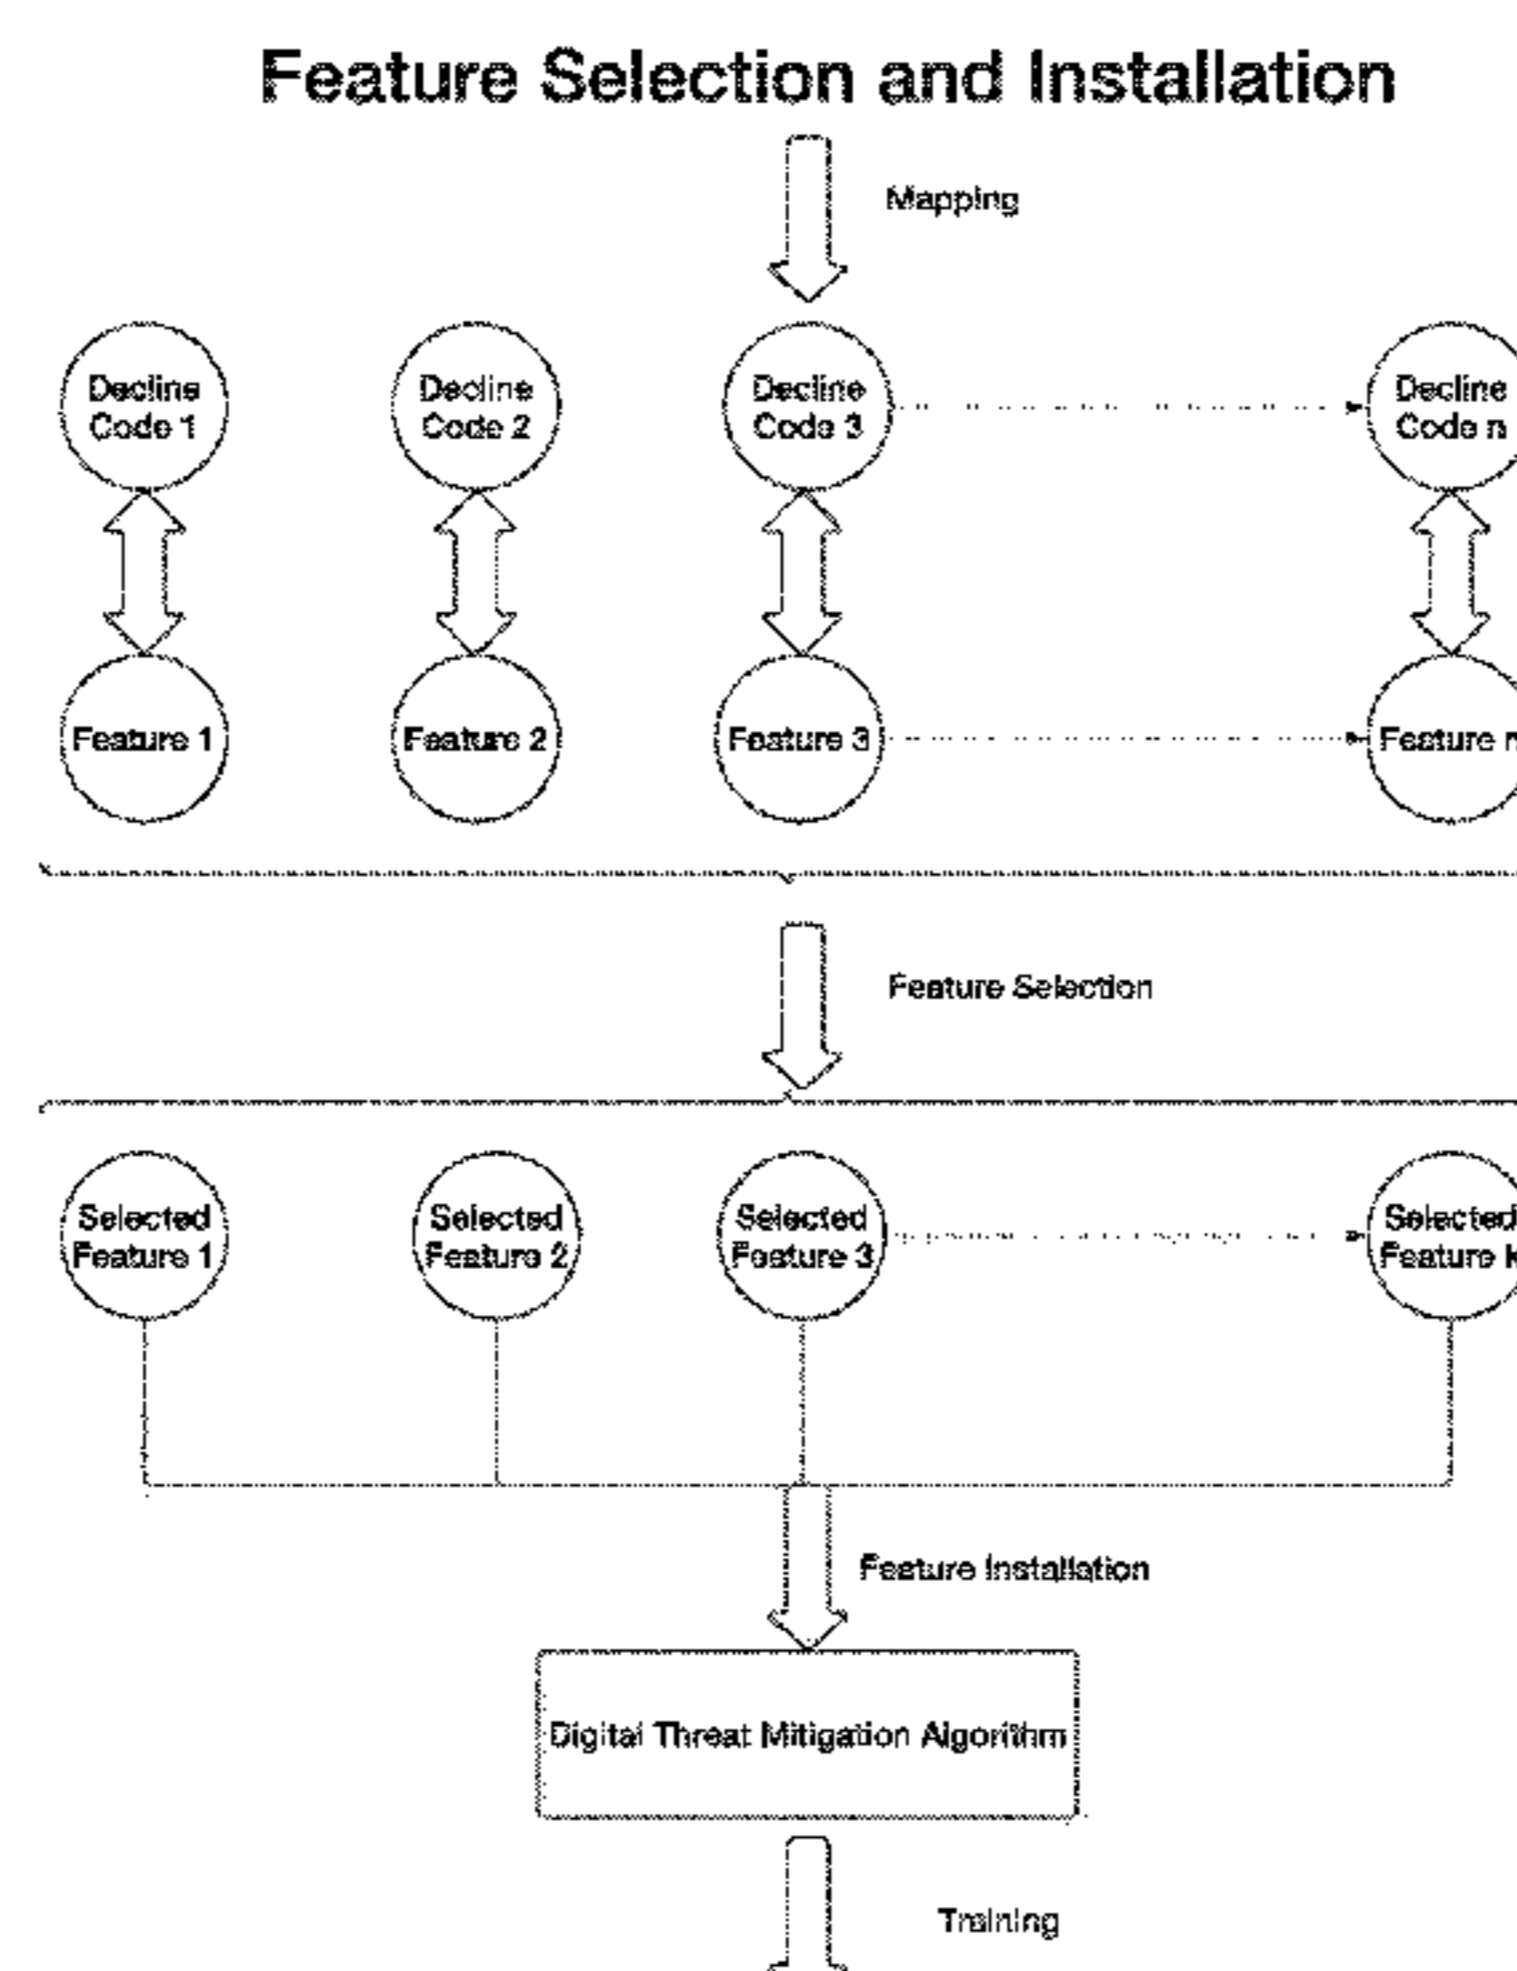 Feature Selection and Installation
Mapping
Decline
Code 1
Decline
Code 2
Decline
Code 3
Decline
Code n
Feature 1
Feature 2
Feature 3
Feature n
Feature Selection
Selected
Feature 1
Selected
Feature 2
Selected
Feature 3
Selected
Feature k
Feature Installation
Digital Threat Mitigation Algorithm
Training